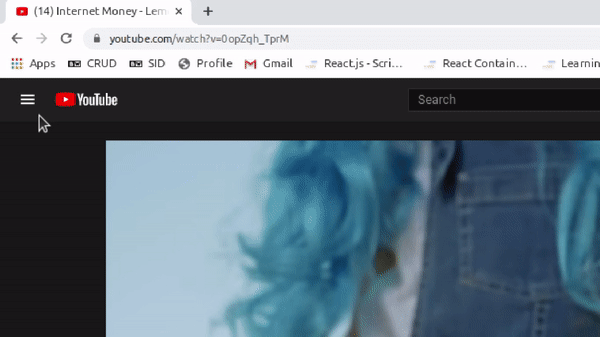 (14) Internet Money - Lem
youtube.com/watch?v=0opZqh_TprM
Apps CRUD SID Profile Gmail React.js - Scri... React Contain... Learnin
YouTube
Search